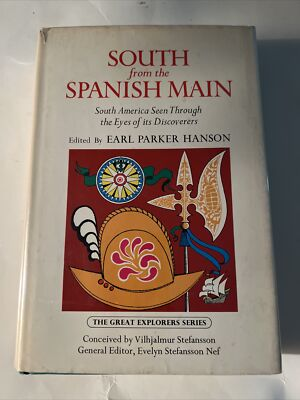 SOUTH
from the
SPANISH MAIN
South America Seen Through
the Eyes of its Discoverers
Edited By EARL PARKER HANSON
THE GREAT EXPLORERS SERIES
Conceived by Vilhjalmur Stefansson
General Editor, Evelyn Stefansson Nef